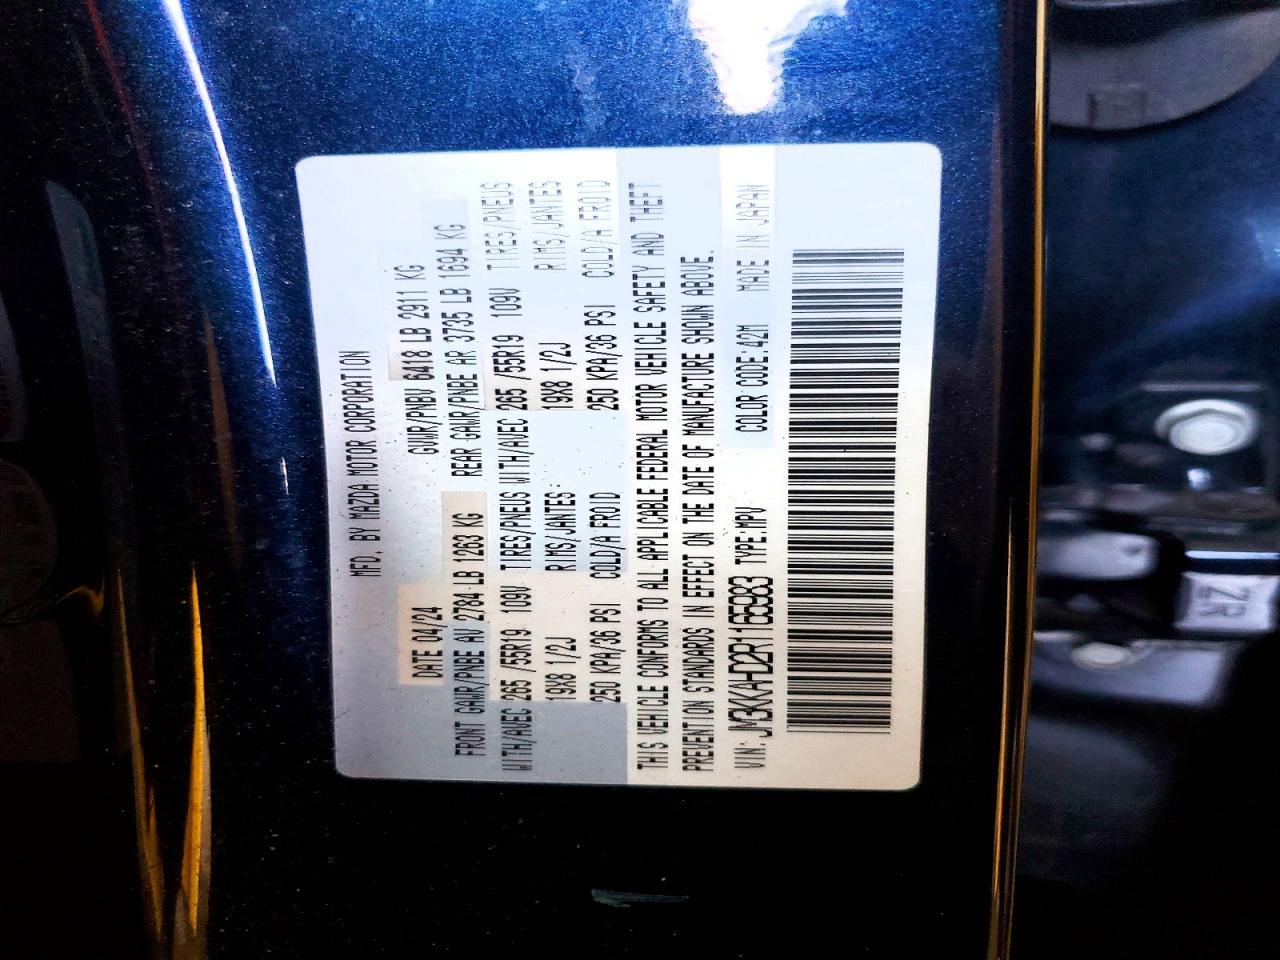 MFD. BY MAZDA MOTOR CORPORATION
DATE 04/24 GVWR/PNBV 6418 LB 2911 KG
FRONT GAWR/PNBE AV 2784 LB 1263 KG REAR GAWR/PNBE AR 3735 LB 1694 KG
WITH/AVEC 265 /55R19 109V TIRES/PNEUS WITH/AVEC 265 /55R19 109V TIRES/PNEUS
19X8 1/2J RIMS/JANTES: 19X8 1/2J RIMS/JANTES
250 KPA/36 PSI COLD/A FROID 250 KPA/36 PSI COLD/A FROID
THIS VEHICLE CONFORMS TO ALL APPLICABLE FEDERAL MOTOR VEHICLE SAFETY AND THEFT
PREVENTION STANDARDS IN EFFECT ON THE DATE OF MANUFACTURE SHOWN ABOVE.
VIN: TYPE:MPV COLOR CODE:42M MADE IN JAPAN
ZR